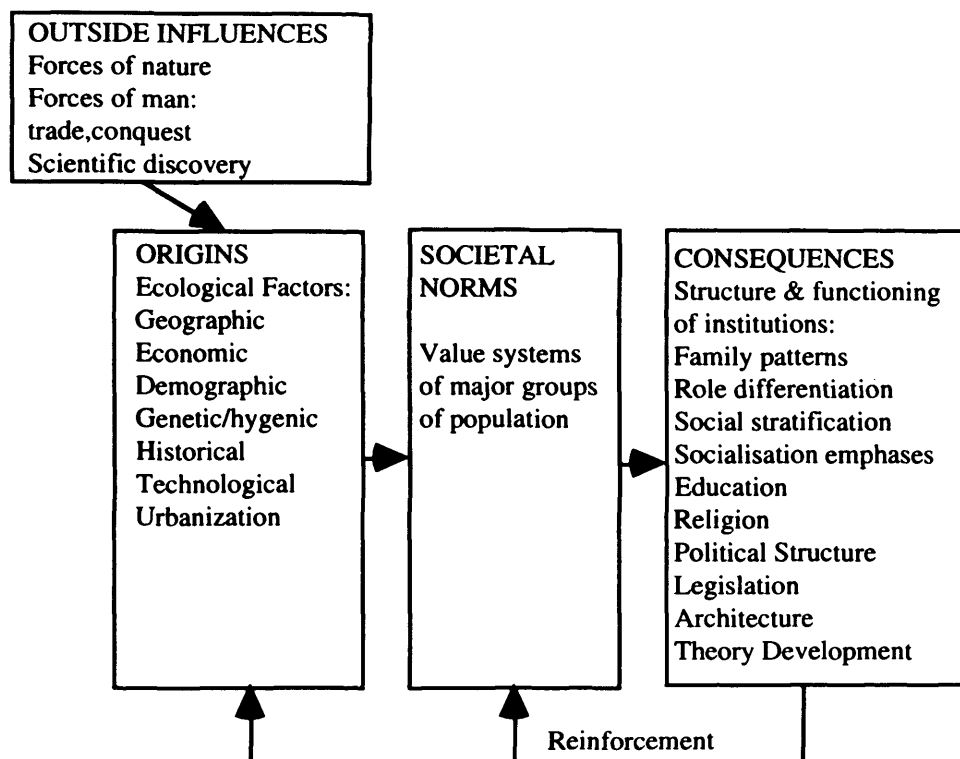 OUTSIDE INFLUENCES
Forces of nature
Forces of man:
trade,conquest
Scientific discovery
ORIGINS
Ecological Factors:
Geographic
Economic
Demographic
Genetic/hygenic
Historical
Technological
Urbanization
SOCIETAL
NORMS
Value systems
of major groups
of population
CONSEQUENCES
Structure & functioning
of institutions:
Family patterns
Role differentiation
Social stratification
Socialisation emphases
Education
Religion
Political Structure
Legislation
Architecture
Theory Development
Reinforcement